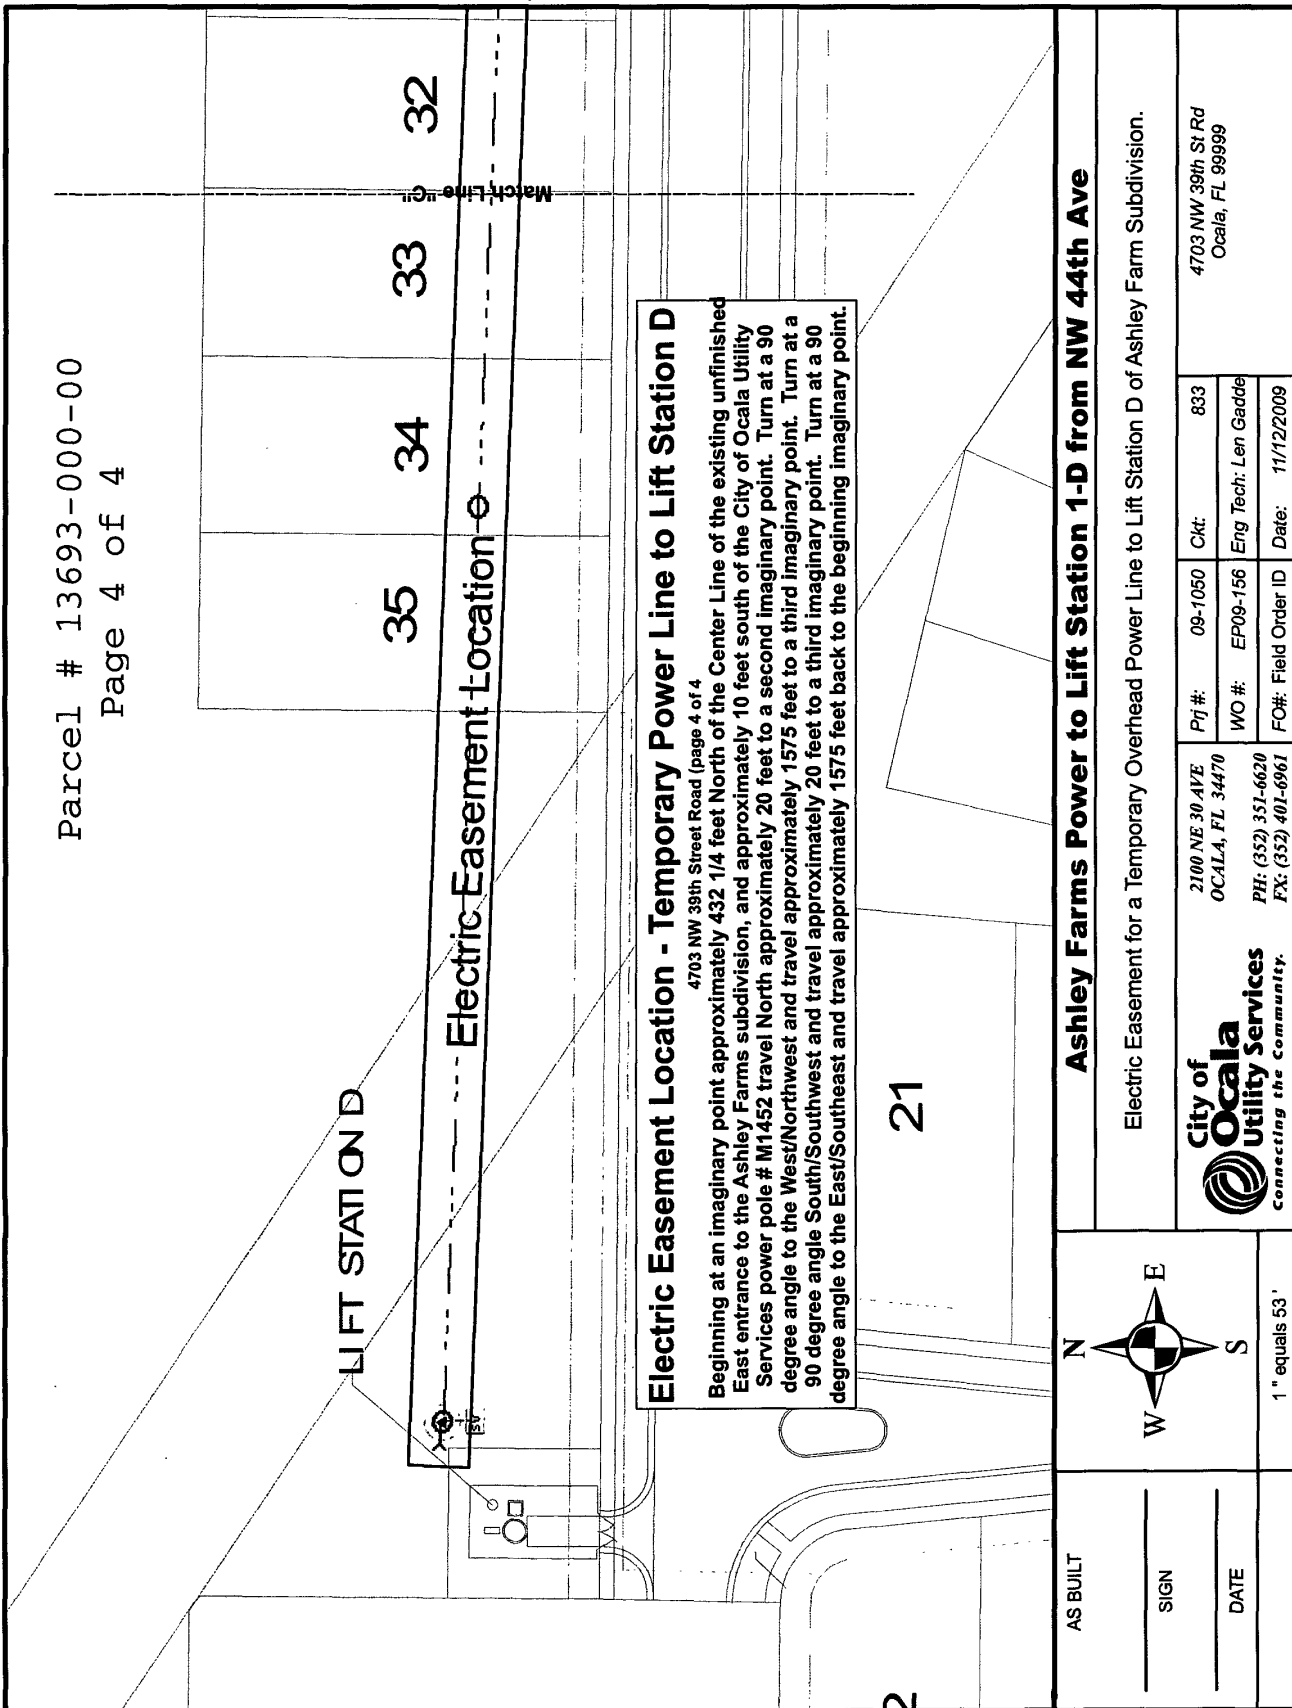 Parcel # 13693-000-00
Page 4 of 4
LIFT STATION D
35
34
33
32
Match Line "C"
Electric Easement Location
Electric Easement Location - Temporary Power Line to Lift Station D
4703 NW 39th Street Road (page 4 of 4
Beginning at an imaginary point approximately 432 1/4 feet North of the Center Line of the existing unfinished
East entrance to the Ashley Farms subdivision, and approximately 10 feet south of the City of Ocala Utility
Services power pole # M1452 travel North approximately 20 feet to a second imaginary point. Turn at a 90
degree angle to the West/Northwest and travel approximately 1575 feet to a third imaginary point. Turn at a
90 degree angle South/Southwest and travel approximately 20 feet to a third imaginary point. Turn at a 90
degree angle to the East/Southeast and travel approximately 1575 feet back to the beginning imaginary point.
21
2
AS BUILT
SIGN
DATE
N
W E
S
1 " equals 53 '
Ashley Farms Power to Lift Station 1-D from NW 44th Ave
Electric Easement for a Temporary Overhead Power Line to Lift Station D of Ashley Farm Subdivision.
City of
Ocala
Utility Services
Connecting the Community.
2100 NE 30 AVE
OCALA, FL 34470
PH: (352) 351-6620
FX: (352) 401-6961
Prj #: 09-1050 Ckt: 833
WO #: EP09-156 Eng Tech: Len Gadde
FO#: Field Order ID Date: 11/12/2009
4703 NW 39th St Rd
Ocala, FL 99999